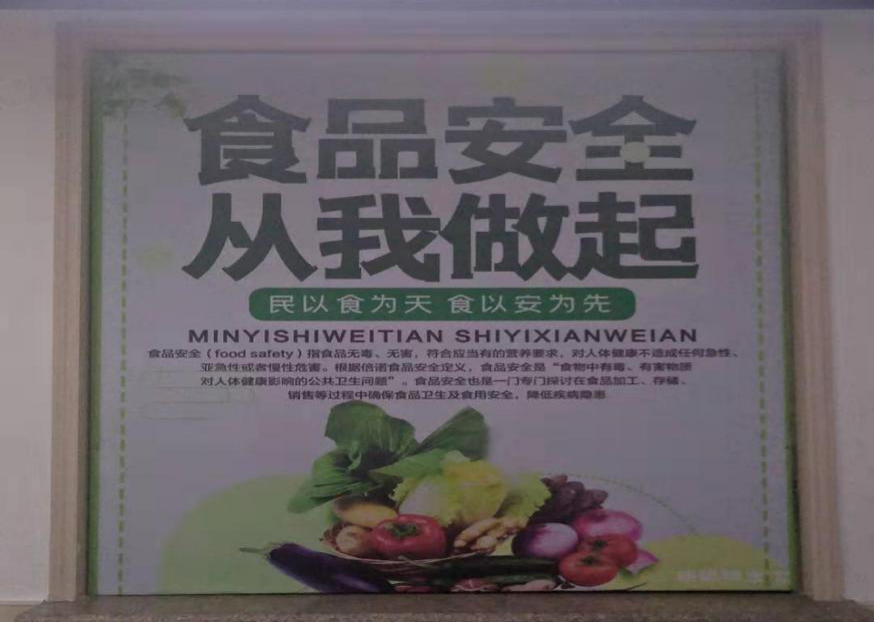 食品安全
从我做起
民以食为天 食以安为先
MINYISHIWEITIAN SHIYIXIANWEIAN
食品安全（food safety）指食品无毒、无害，符合应当有的营养要求，对人体健康不造成任何急性、
亚急性或者慢性危害。根据倍诺食品安全定义，食品安全是“食物中有毒、有害物质
对人体健康影响的公共卫生问题”。食品安全也是一门专门探讨在食品加工、存储、
销售等过程中确保食品卫生及食用安全，降低疾病隐患